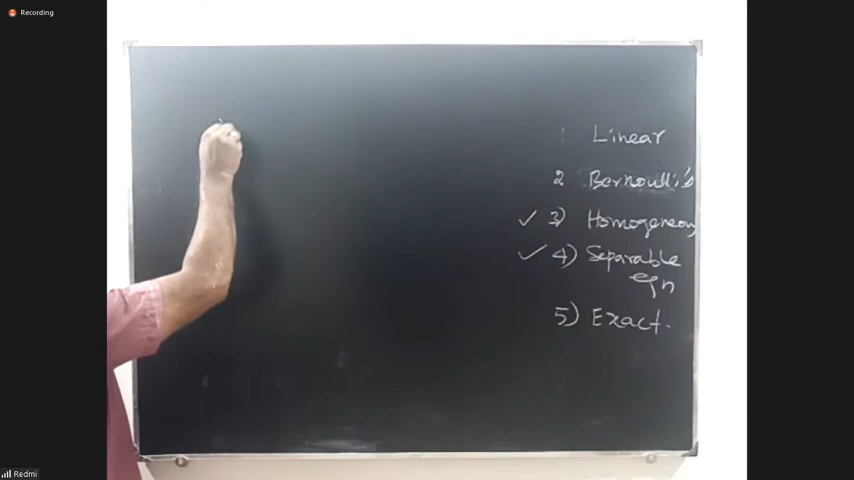 Recording
1 Linear
2 Bernoulli's
3) Homogeneous
4) Separable
eqn
5) Exact.
Redmi